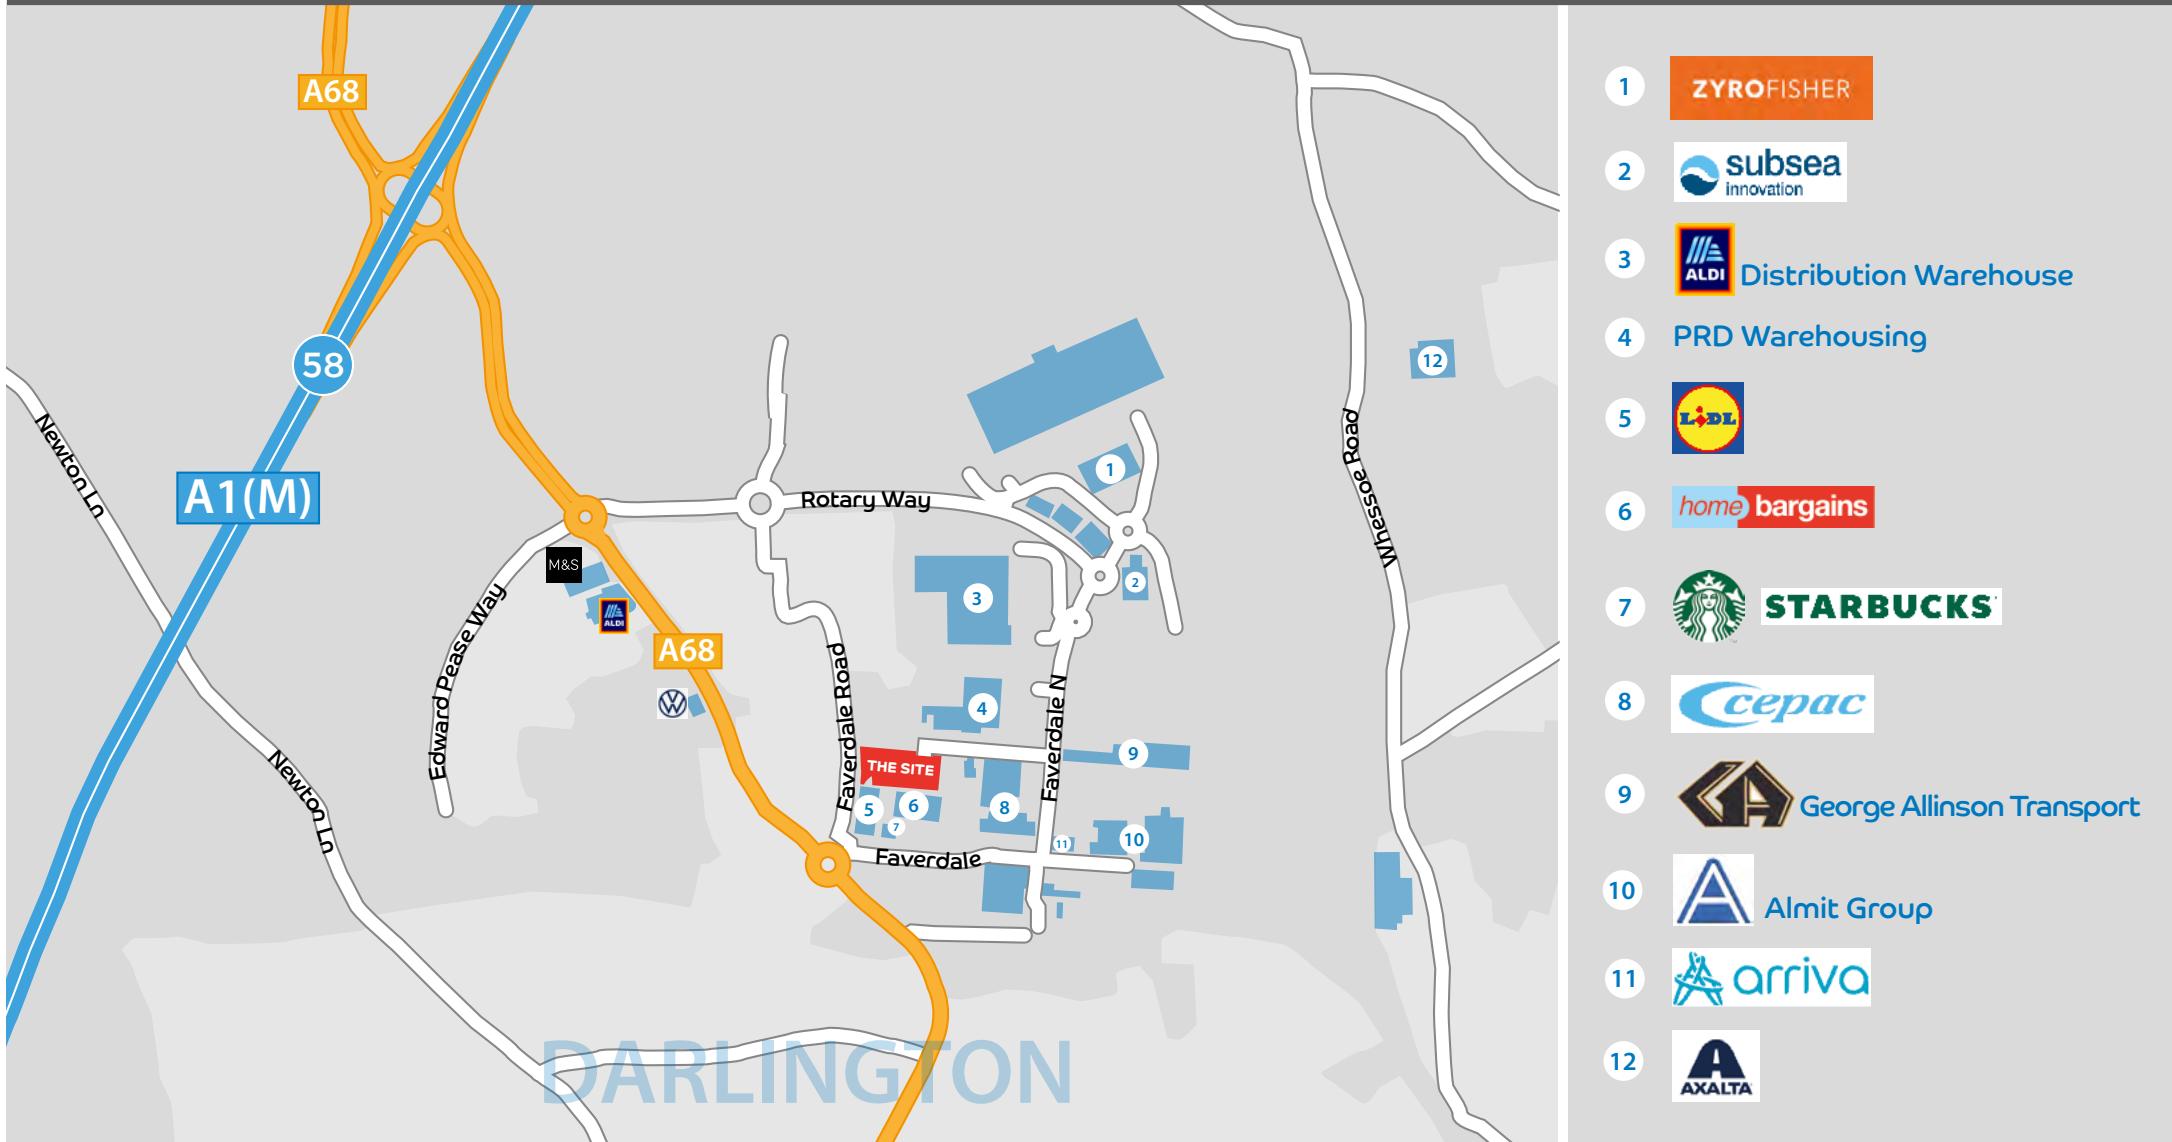 A68
58
A1(M)
Newton Ln
Newton Ln
Edward Pease Way
M&S
ALDI
A68
Rotary Way
Faverdale Road
THE SITE
Faverdale
Faverdale N
Whessoe Road
1
2
3
4
5
6
7
8
9
10
11
12
DARLINGTON
1 ZYROFISHER
2 subsea
innovation
3 ALDI Distribution Warehouse
4 PRD Warehousing
5 LIDL
6 home bargains
7 STARBUCKS
8 cepac
9 George Allinson Transport
10 Almit Group
11 arriva
12 AXALTA